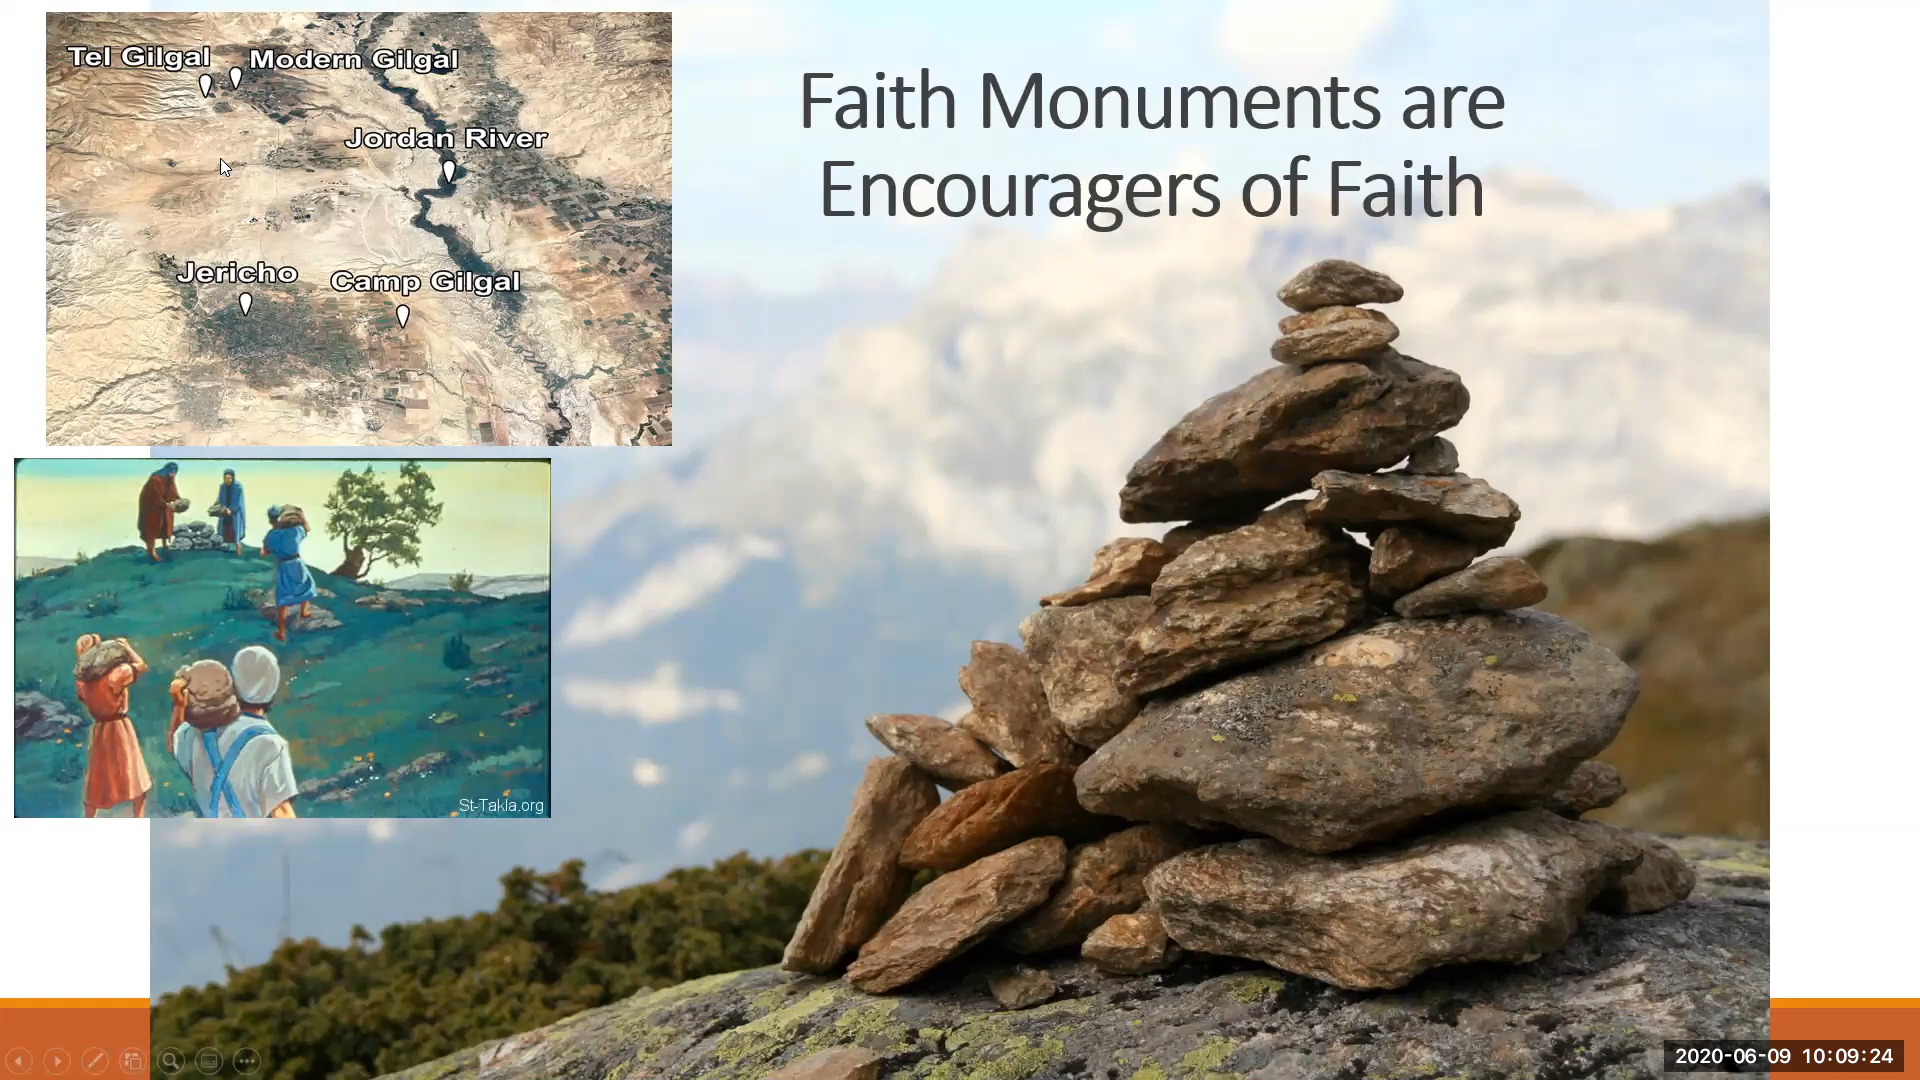 Tel Gilgal
Modern Gilgal
Jordan River
Jericho
Camp Gilgal
Faith Monuments are
Encouragers of Faith
St-Takla.org
2020-06-09 10:09:24